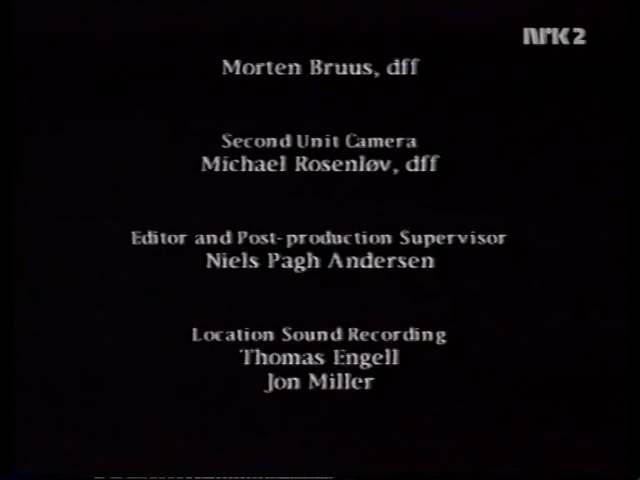 NRK2
Morten Bruus, dff
Second Unit Camera
Michael Rosenløv, dff
Editor and Post-production Supervisor
Niels Pagh Andersen
Location Sound Recording
Thomas Engell
Jon Miller